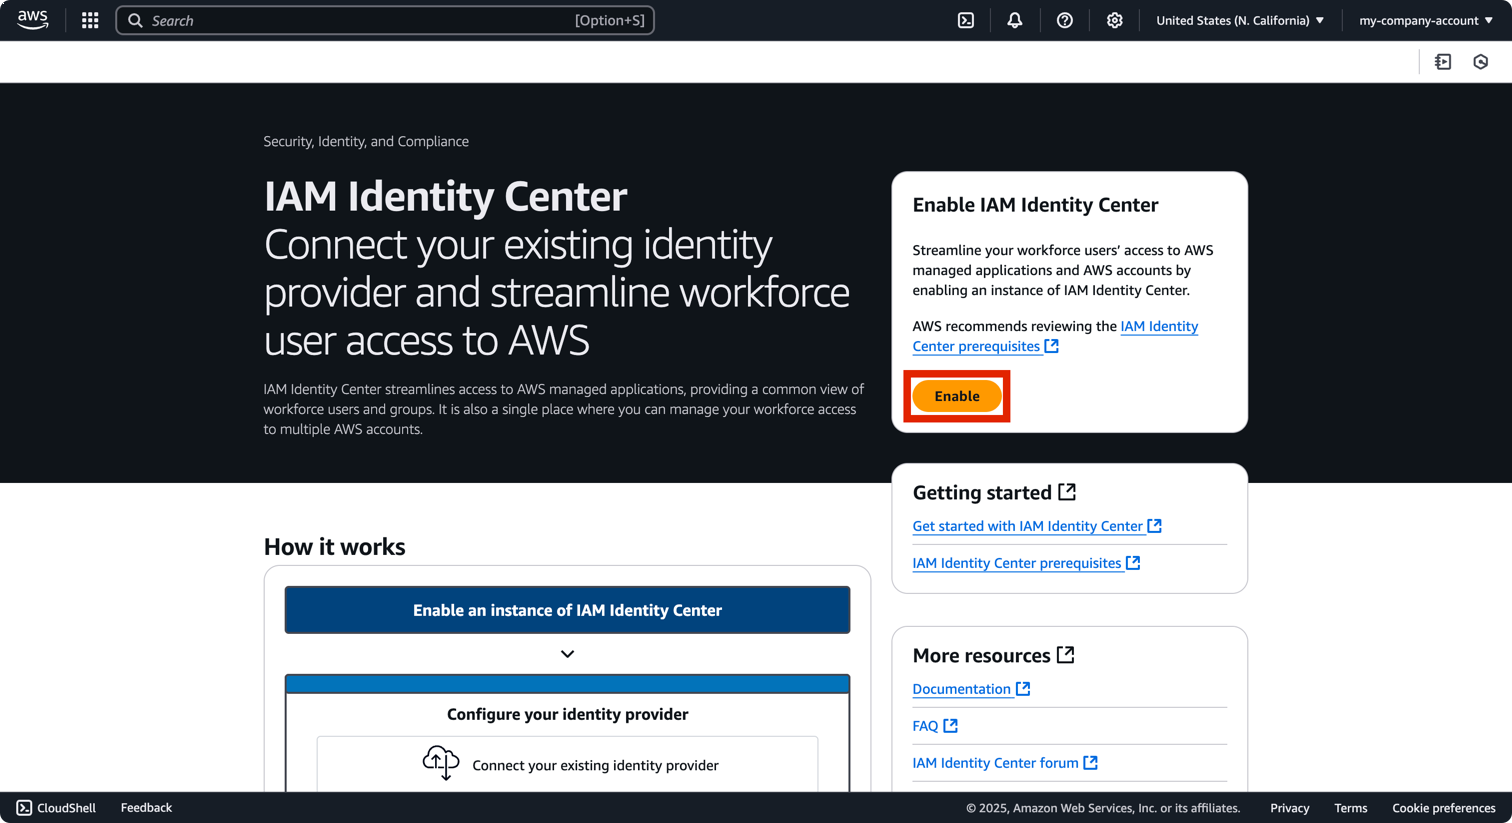 aws
Search [Option+S]
United States (N. California)
my-company-account
Security, Identity, and Compliance
IAM Identity Center
Connect your existing identity
provider and streamline workforce
user access to AWS
IAM Identity Center streamlines access to AWS managed applications, providing a common view of
workforce users and groups. It is also a single place where you can manage your workforce access
to multiple AWS accounts.
Enable IAM Identity Center
Streamline your workforce users’ access to AWS
managed applications and AWS accounts by
enabling an instance of IAM Identity Center.
AWS recommends reviewing the IAM Identity
Center prerequisites
Enable
Getting started
Get started with IAM Identity Center
IAM Identity Center prerequisites
How it works
Enable an instance of IAM Identity Center
Configure your identity provider
Connect your existing identity provider
More resources
Documentation
FAQ
IAM Identity Center forum
CloudShell
Feedback
© 2025, Amazon Web Services, Inc. or its affiliates.
Privacy
Terms
Cookie preferences